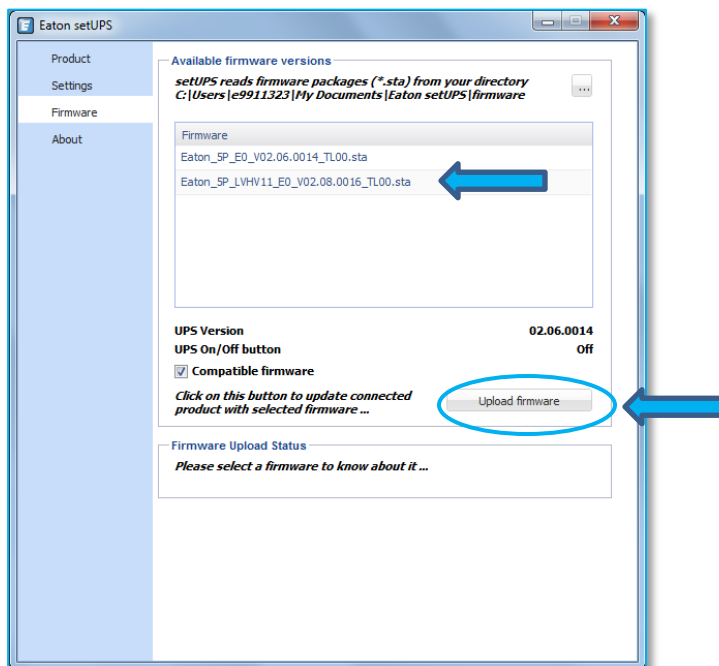 Eaton setUPS
Product
Settings
Firmware
About
Available firmware versions
setUPS reads firmware packages (*.sta) from your directory
C:|Users|e9911323|My Documents|Eaton setUPS|firmware
...
Firmware
Eaton_5P_E0_V02.06.0014_TL00.sta
Eaton_5P_LVHV11_E0_V02.08.0016_TL00.sta
UPS Version 02.06.0014
UPS On/Off button Off
Compatible firmware
Click on this button to update connected
product with selected firmware ...
Upload firmware
Firmware Upload Status
Please select a firmware to know about it ...